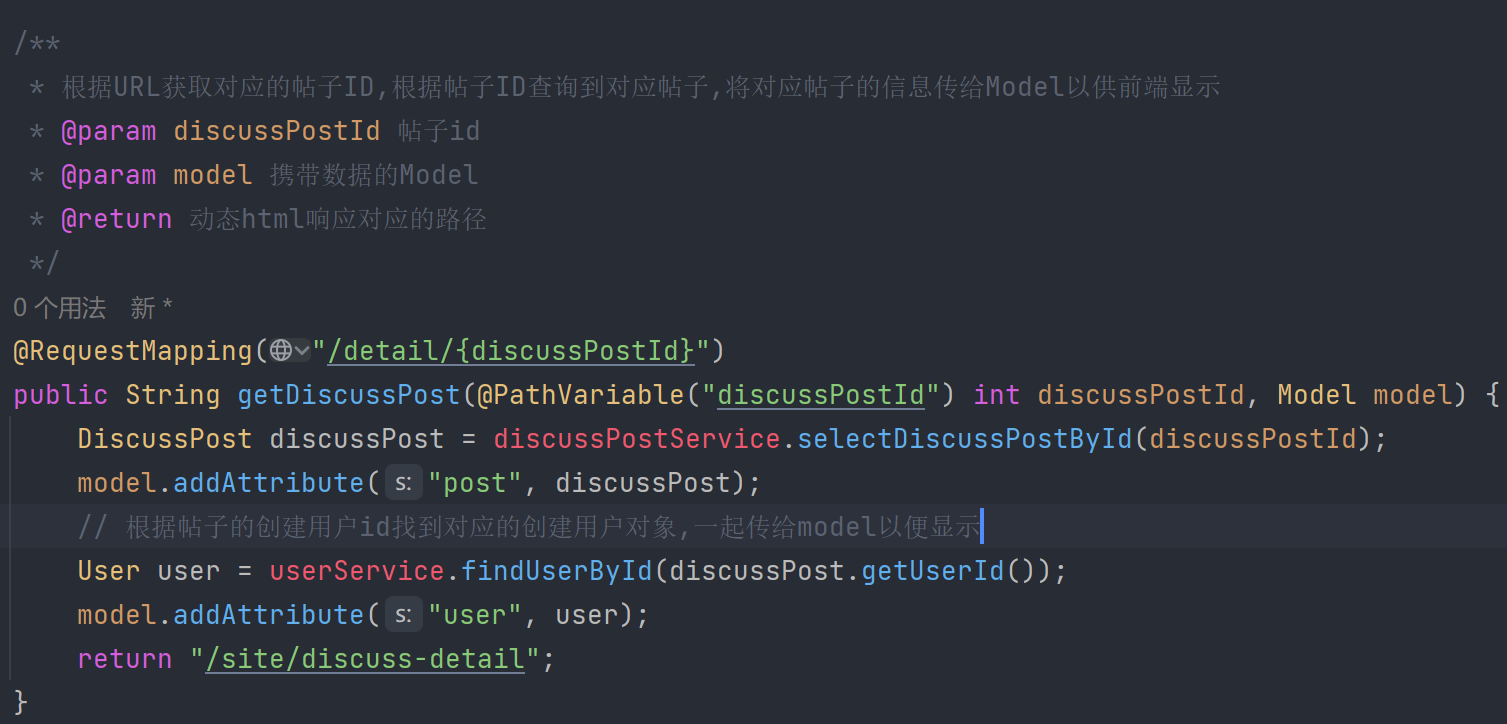 /**
 * 根据URL获取对应的帖子ID,根据帖子ID查询到对应帖子,将对应帖子的信息传给Model以供前端显示
 * @param discussPostId 帖子id
 * @param model 携带数据的Model
 * @return 动态html响应对应的路径
 */
0 个用法 新 *
@RequestMapping("/detail/{discussPostId}")
public String getDiscussPost(@PathVariable("discussPostId") int discussPostId, Model model) {
    DiscussPost discussPost = discussPostService.selectDiscussPostById(discussPostId);
    model.addAttribute( s: "post", discussPost);
    // 根据帖子的创建用户id找到对应的创建用户对象,一起传给model以便显示
    User user = userService.findUserById(discussPost.getUserId());
    model.addAttribute( s: "user", user);
    return "/site/discuss-detail";
}